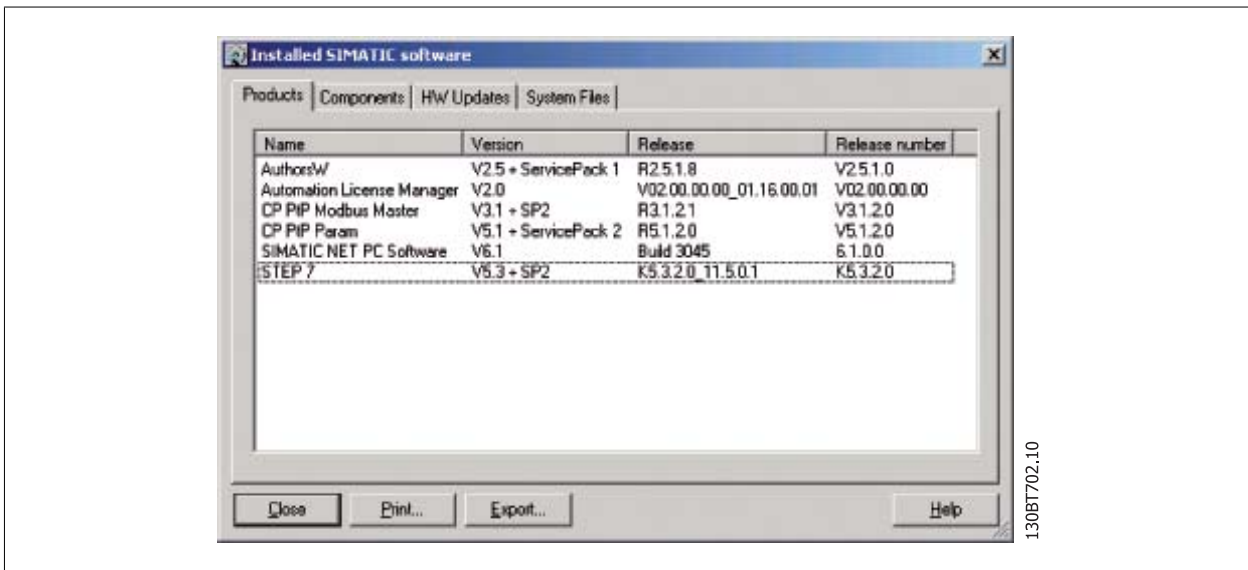 Installed SIMATIC software
Products Components HW Updates System Files
Name Version Release Release number
AuthorsW V2.5 + ServicePack 1 R2.5.1.8 V2.5.1.0
Automation License Manager V2.0 V02.00.00.00_01.16.00.01 V02.00.00.00
CP PtP Modbus Master V3.1 + SP2 R3.1.2.1 V3.1.2.0
CP PtP Param V5.1 + ServicePack 2 R5.1.2.0 V5.1.2.0
SIMATIC NET PC Software V6.1 Build 3045 6.1.0.0
STEP 7 V5.3 + SP2 K5.3.2.0_11.5.0.1 K5.3.2.0
Close Print... Export... Help
130BT702.10